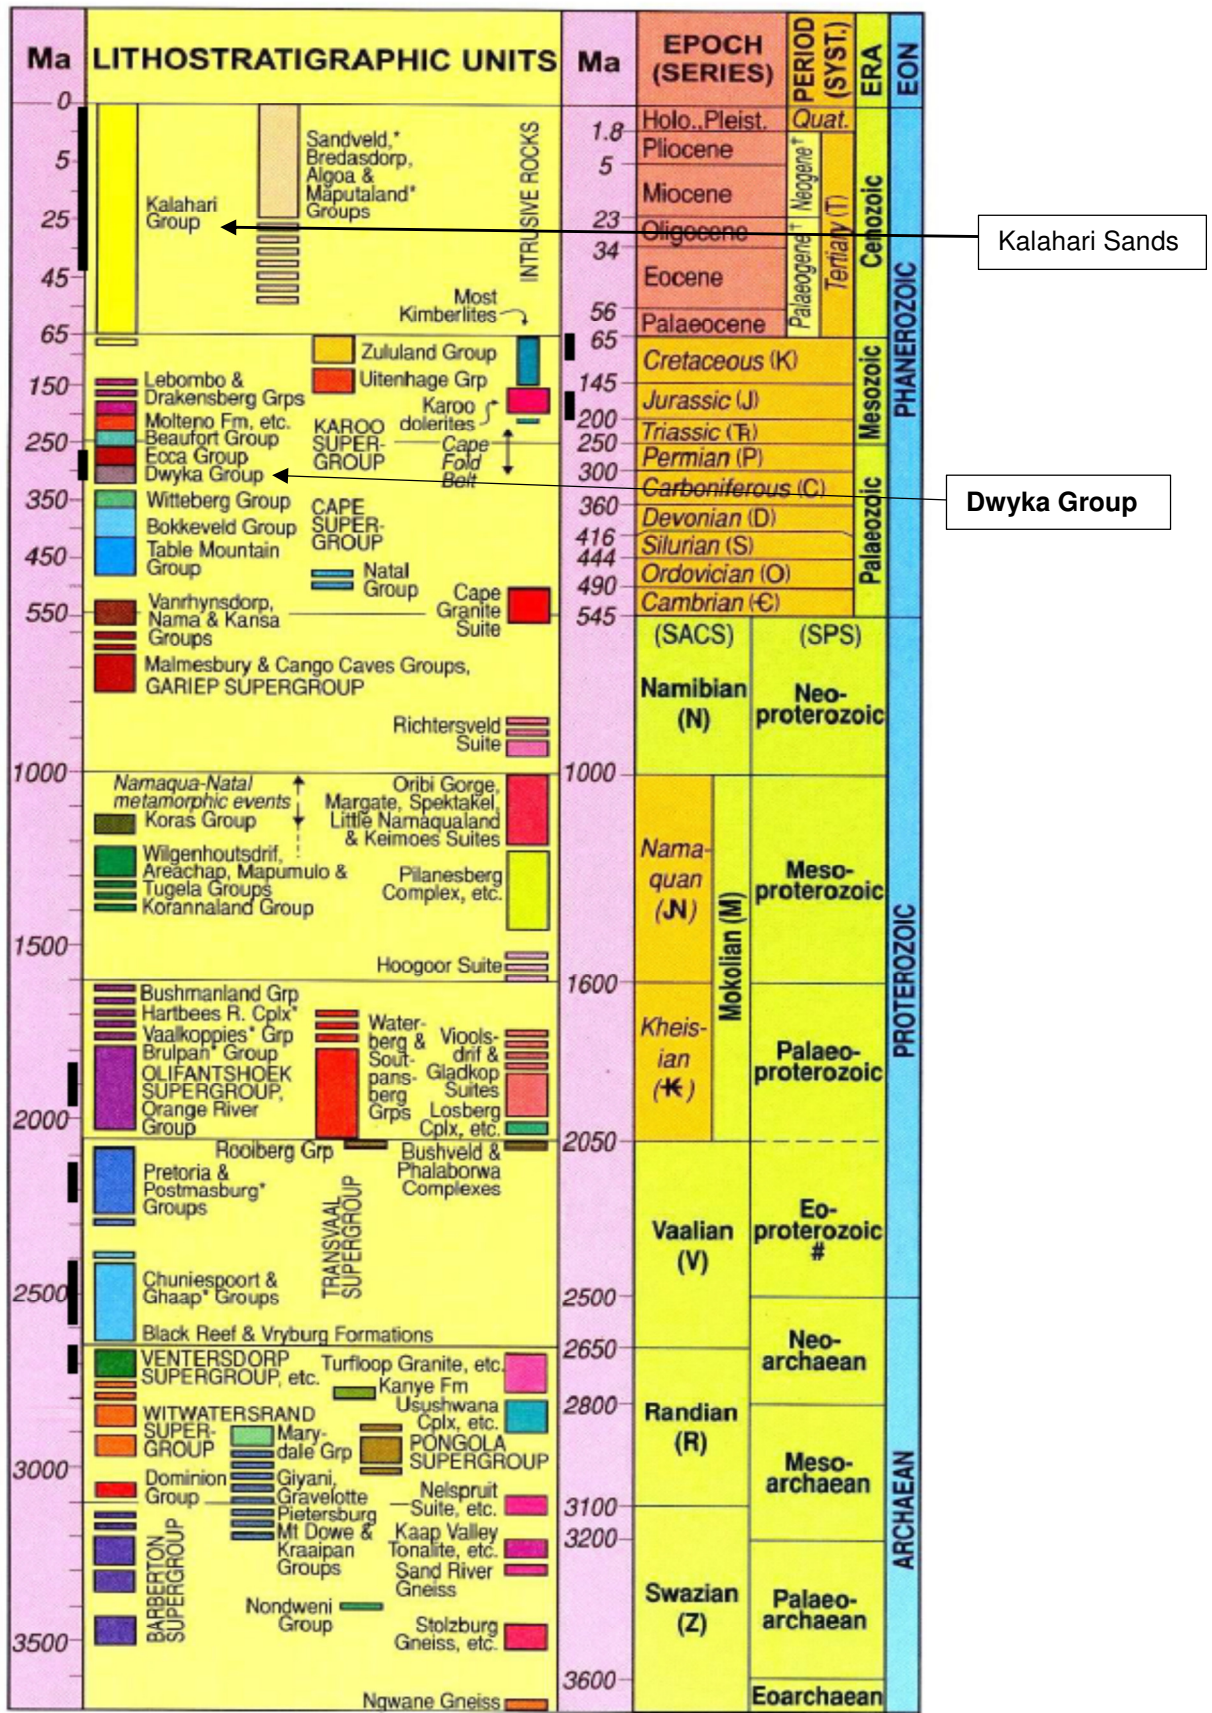 Ma
LITHOSTRATIGRAPHIC UNITS
Ma
EPOCH
(SERIES)
PERIOD
(SYST.)
ERA
EON
0
5
25
45
65
150
250
350
450
550
1000
1500
2000
2500
3000
3500
Kalahari
Group
Sandveld,*
Bredasdorp,
Algoa &
Maputaland*
Groups
INTRUSIVE ROCKS
Most
Kimberlites
Zululand Group
Uitenhage Grp
Lebombo &
Drakensberg Grps
Molteno Fm, etc.
Beaufort Group
Ecca Group
Dwyka Group
KAROO
SUPER-
GROUP
Karoo
dolerites
Cape
Fold
Belt
Witteberg Group
Bokkeveld Group
Table Mountain
Group
CAPE
SUPER-
GROUP
Natal
Group
Cape
Granite
Suite
Vanrhynsdorp,
Nama & Kansa
Groups
Malmesbury & Cango Caves Groups,
GARIEP SUPERGROUP
Richtersveld
Suite
Namaqua-Natal
metamorphic events
Koras Group
Oribi Gorge,
Margate, Spektakel,
Little Namaqualand
& Keimoes Suites
Wilgenhoutsdrif,
Areachap, Mapumulo &
Tugela Groups
Korannaland Group
Pilanesberg
Complex, etc.
Hoogoor Suite
Bushmanland Grp
Hartbees R. Cplx*
Vaalkoppies* Grp
Brulpan* Group
OLIFANTSHOEK
SUPERGROUP,
Orange River
Group
Water-
berg &
Sout-
pans-
berg
Grps
Viools-
drif &
Gladkop
Suites
Losberg
Cplx, etc.
Rooiberg Grp
Bushveld &
Phalaborwa
Complexes
Pretoria &
Postmasburg*
Groups
TRANSVAAL
SUPERGROUP
Chuniespoort &
Ghaap* Groups
Black Reef & Vryburg Formations
VENTERSDORP
SUPERGROUP, etc.
Turfloop Granite, etc.
Kanye Fm
Usushwana
Cplx, etc.
WITWATERSRAND
SUPER-
GROUP
Mary-
dale Grp
PONGOLA
SUPERGROUP
Dominion
Group
Giyani,
Gravelotte
Pietersburg
Mt Dowe &
Kraaipan
Groups
Nelspruit
Suite, etc.
Kaap Valley
Tonalite, etc.
Sand River
Gneiss
BARBERTON
SUPERGROUP
Nondweni
Group
Stolzburg
Gneiss, etc.
Ngwane Gneiss
1.8
5
23
34
56
65
145
200
250
300
360
416
444
490
545
1000
1600
2050
2500
2650
2800
3100
3200
3600
Holo.,Pleist.
Pliocene
Miocene
Oligocene
Eocene
Palaeocene
Quat.
Neogene†
Palaeogene†
Tertiary (T)
Cenozoic
Cretaceous (K)
Jurassic (J)
Triassic (Ꞧ)
Mesozoic
Permian (P)
Carboniferous (C)
Devonian (D)
Silurian (S)
Ordovician (O)
Cambrian (Ꞓ)
Palaeozoic
PHANEROZOIC
(SACS)
(SPS)
Namibian
(N)
Neo-
proterozoic
Nama-
quan
(JN)
Mokolian (M)
Meso-
proterozoic
Kheis-
ian
(K)
Palaeo-
proterozoic
PROTEROZOIC
Vaalian
(V)
Eo-
proterozoic
#
Neo-
archaean
Randian
(R)
Meso-
archaean
Swazian
(Z)
Palaeo-
archaean
Eoarchaean
ARCHAEAN
Kalahari Sands
Dwyka Group